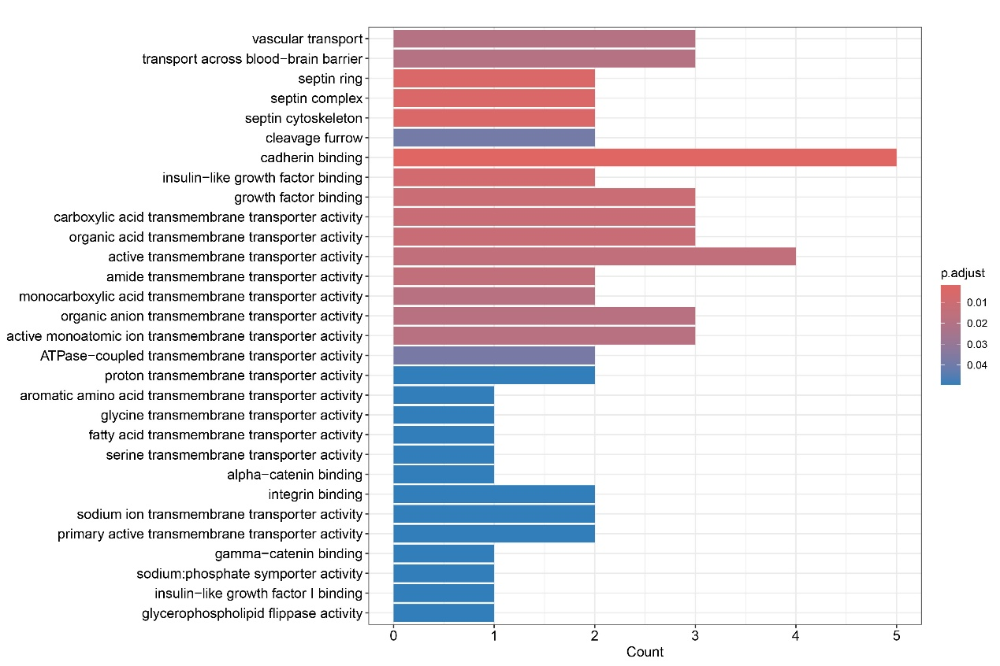 vascular transport
transport across blood−brain barrier
septin ring
septin complex
septin cytoskeleton
cleavage furrow
cadherin binding
insulin−like growth factor binding
growth factor binding
carboxylic acid transmembrane transporter activity
organic acid transmembrane transporter activity
active transmembrane transporter activity
amide transmembrane transporter activity
monocarboxylic acid transmembrane transporter activity
organic anion transmembrane transporter activity
active monoatomic ion transmembrane transporter activity
ATPase−coupled transmembrane transporter activity
proton transmembrane transporter activity
aromatic amino acid transmembrane transporter activity
glycine transmembrane transporter activity
fatty acid transmembrane transporter activity
serine transmembrane transporter activity
alpha−catenin binding
integrin binding
sodium ion transmembrane transporter activity
primary active transmembrane transporter activity
gamma−catenin binding
sodium:phosphate symporter activity
insulin−like growth factor I binding
glycerophospholipid flippase activity
0 1 2 3 4 5
Count
p.adjust
0.01
0.02
0.03
0.04